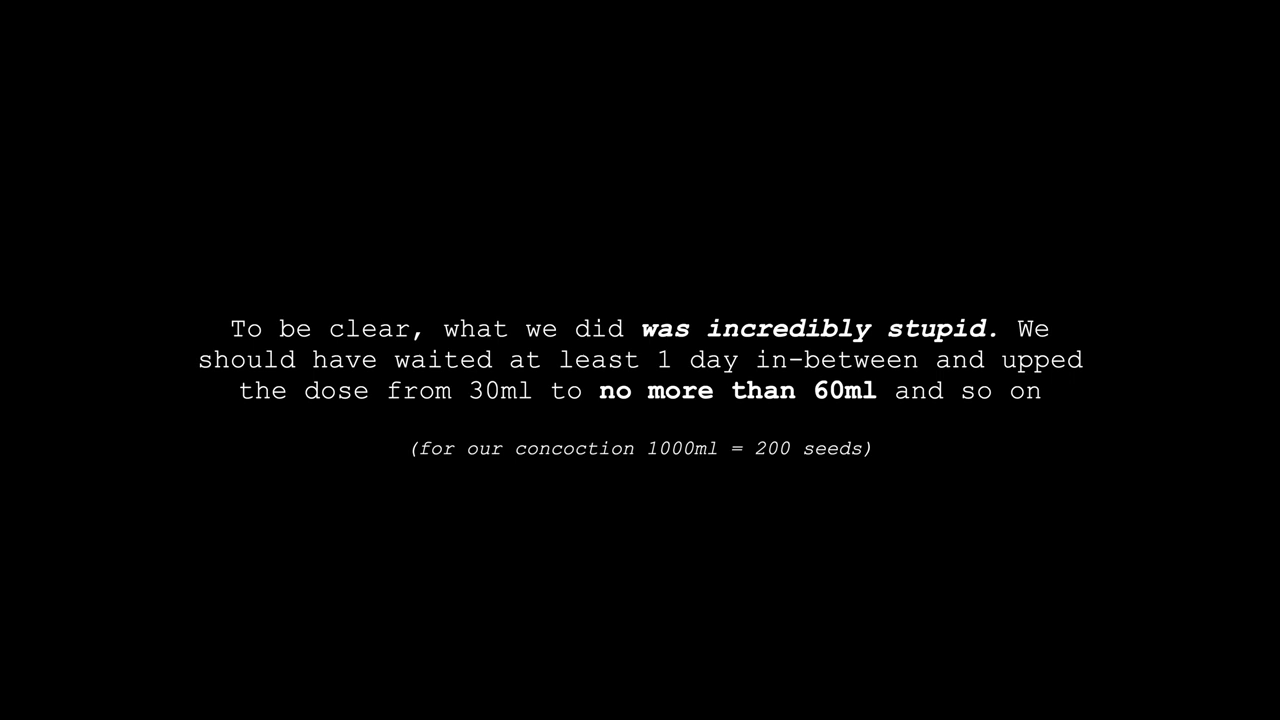 To be clear, what we did was incredibly stupid. We
should have waited at least 1 day in-between and upped
the dose from 30ml to no more than 60ml and so on
(for our concoction 1000ml = 200 seeds)